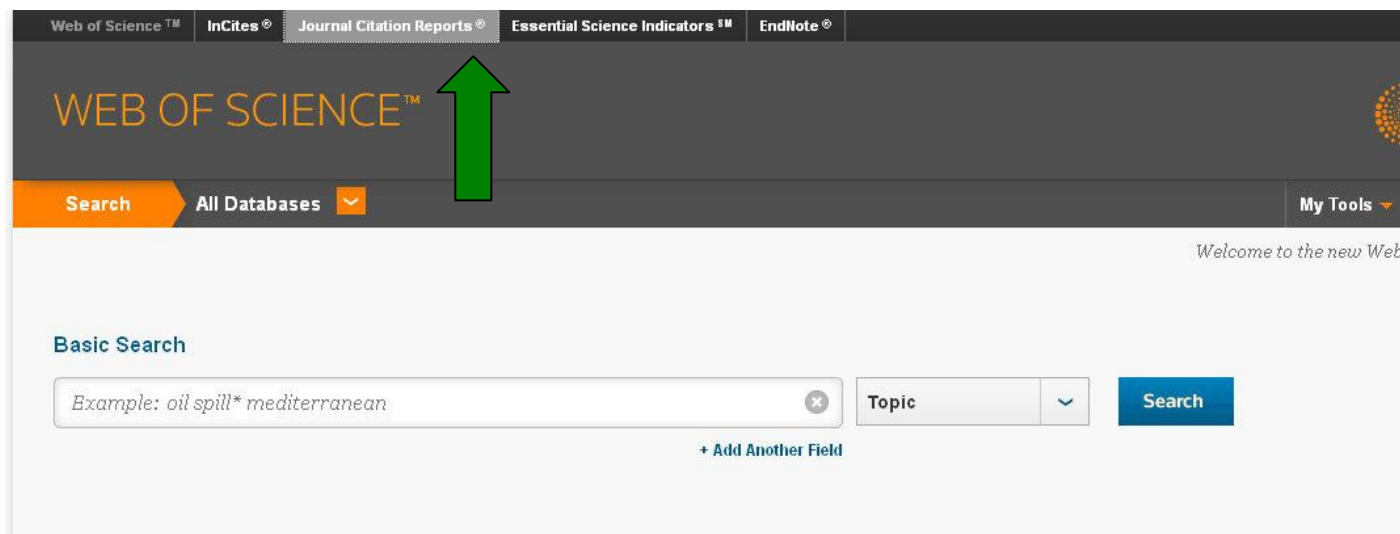 Web of Science ™ InCites ® Journal Citation Reports ® Essential Science Indicators ℠ EndNote ®
WEB OF SCIENCE™
Search All Databases My Tools
Welcome to the new Web
Basic Search
Example: oil spill* mediterranean Topic Search
+ Add Another Field